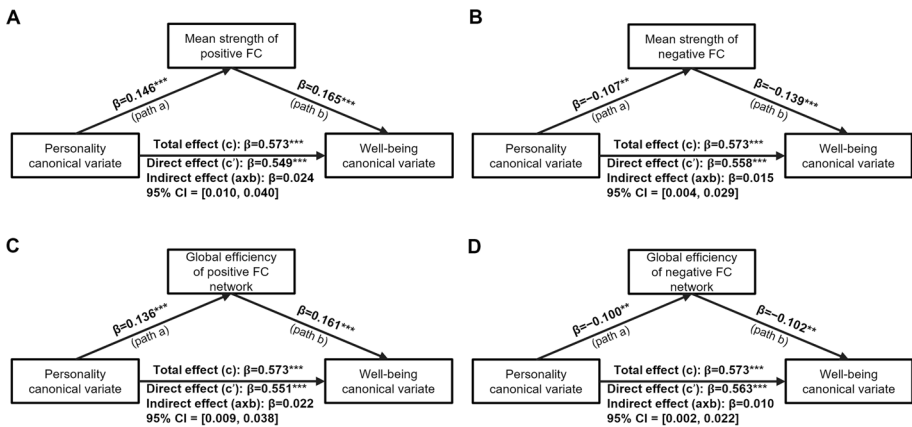 A
Mean strength of
positive FC
β=0.146***
(path a)
β=0.165***
(path b)
Personality
canonical variate
Total effect (c): β=0.573***
Direct effect (c′): β=0.549***
Indirect effect (axb): β=0.024
95% CI = [0.010, 0.040]
Well-being
canonical variate
B
Mean strength of
negative FC
β=−0.107**
(path a)
β=−0.139***
(path b)
Personality
canonical variate
Total effect (c): β=0.573***
Direct effect (c′): β=0.558***
Indirect effect (axb): β=0.015
95% CI = [0.004, 0.029]
Well-being
canonical variate
C
Global efficiency
of positive FC
network
β=0.136***
(path a)
β=0.161***
(path b)
Personality
canonical variate
Total effect (c): β=0.573***
Direct effect (c′): β=0.551***
Indirect effect (axb): β=0.022
95% CI = [0.009, 0.038]
Well-being
canonical variate
D
Global efficiency
of negative FC
network
β=−0.100**
(path a)
β=−0.102**
(path b)
Personality
canonical variate
Total effect (c): β=0.573***
Direct effect (c′): β=0.563***
Indirect effect (axb): β=0.010
95% CI = [0.002, 0.022]
Well-being
canonical variate